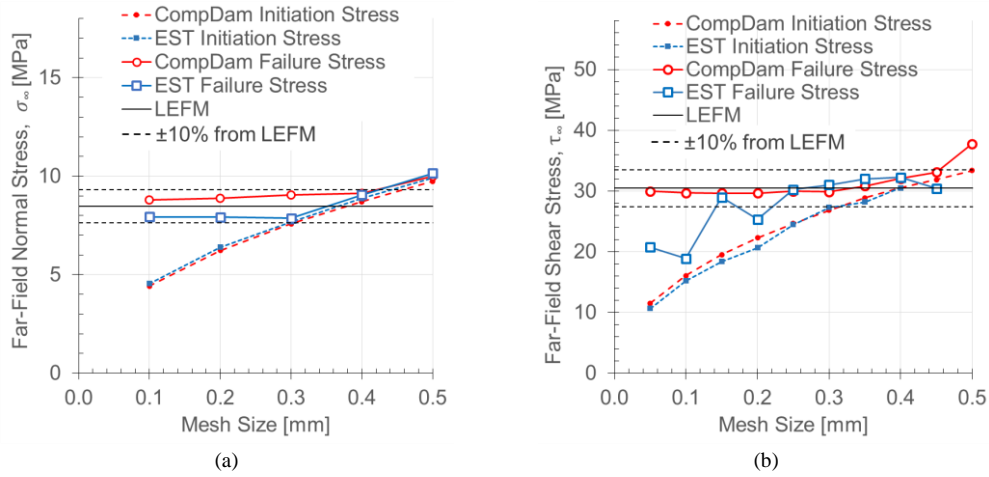 CompDam Initiation Stress
EST Initiation Stress
CompDam Failure Stress
EST Failure Stress
LEFM
±10% from LEFM
Far-Field Normal Stress, σ∞ [MPa]
15
10
5
0
0.0 0.1 0.2 0.3 0.4 0.5
Mesh Size [mm]
(a)
CompDam Initiation Stress
EST Initiation Stress
CompDam Failure Stress
EST Failure Stress
LEFM
±10% from LEFM
Far-Field Shear Stress, τ∞ [MPa]
50
40
30
20
10
0
0.0 0.1 0.2 0.3 0.4 0.5
Mesh Size [mm]
(b)